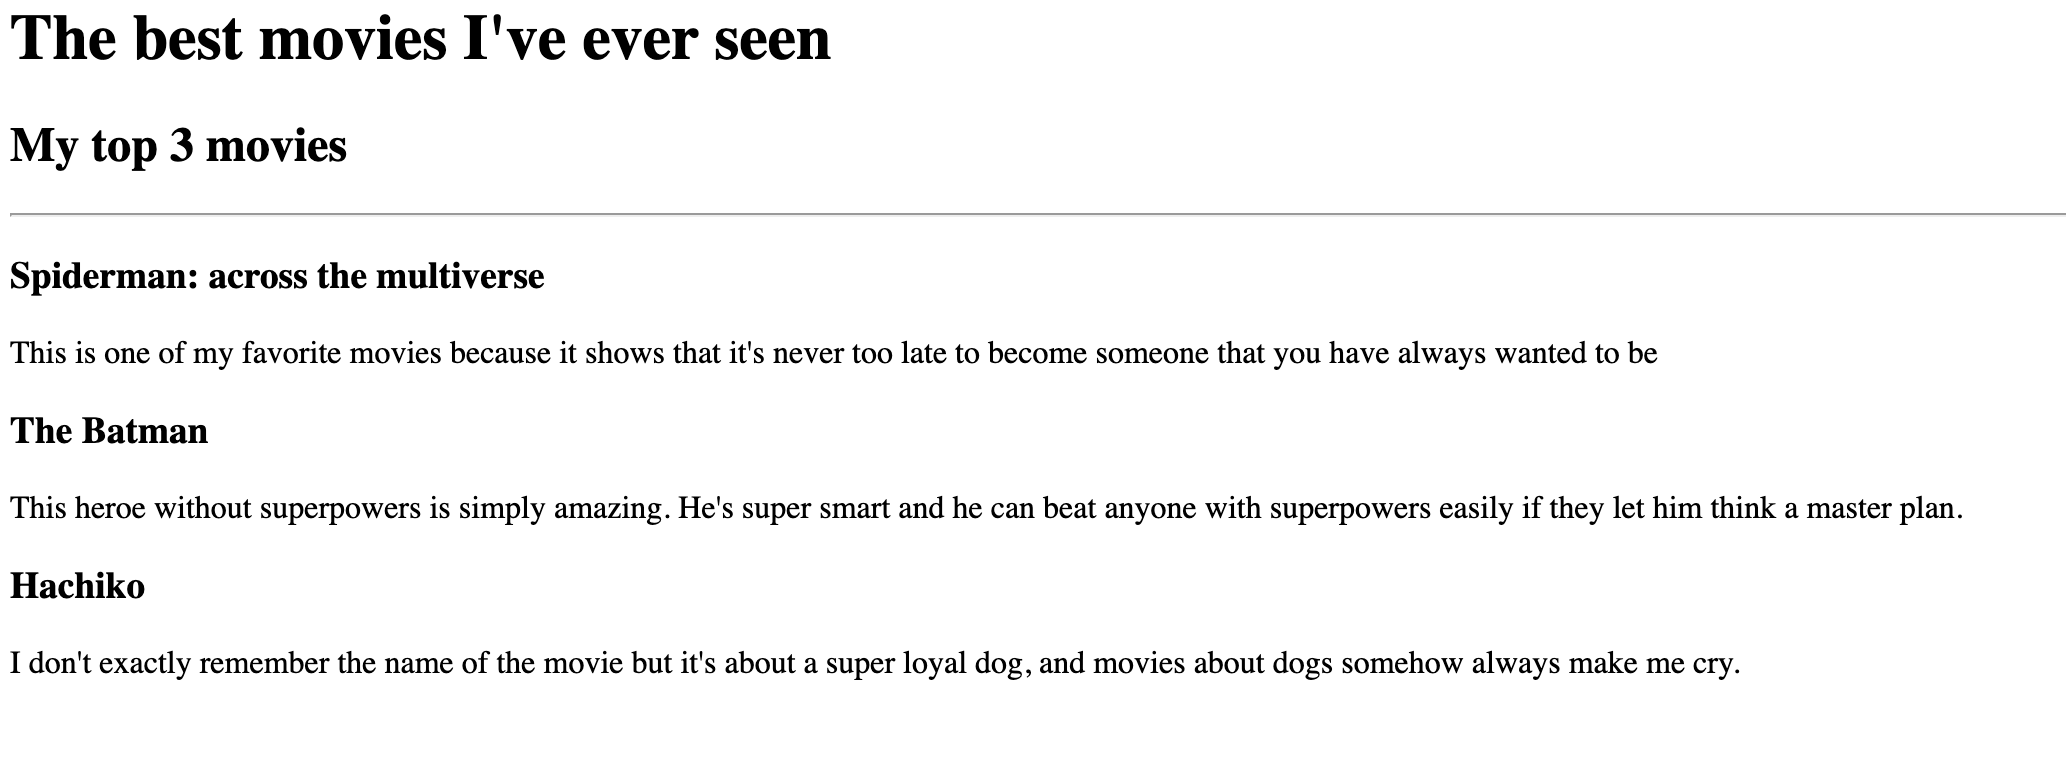 The best movies I've ever seen
My top 3 movies
Spiderman: across the multiverse
This is one of my favorite movies because it shows that it's never too late to become someone that you have always wanted to be
The Batman
This heroe without superpowers is simply amazing. He's super smart and he can beat anyone with superpowers easily if they let him think a master plan.
Hachiko
I don't exactly remember the name of the movie but it's about a super loyal dog, and movies about dogs somehow always make me cry.